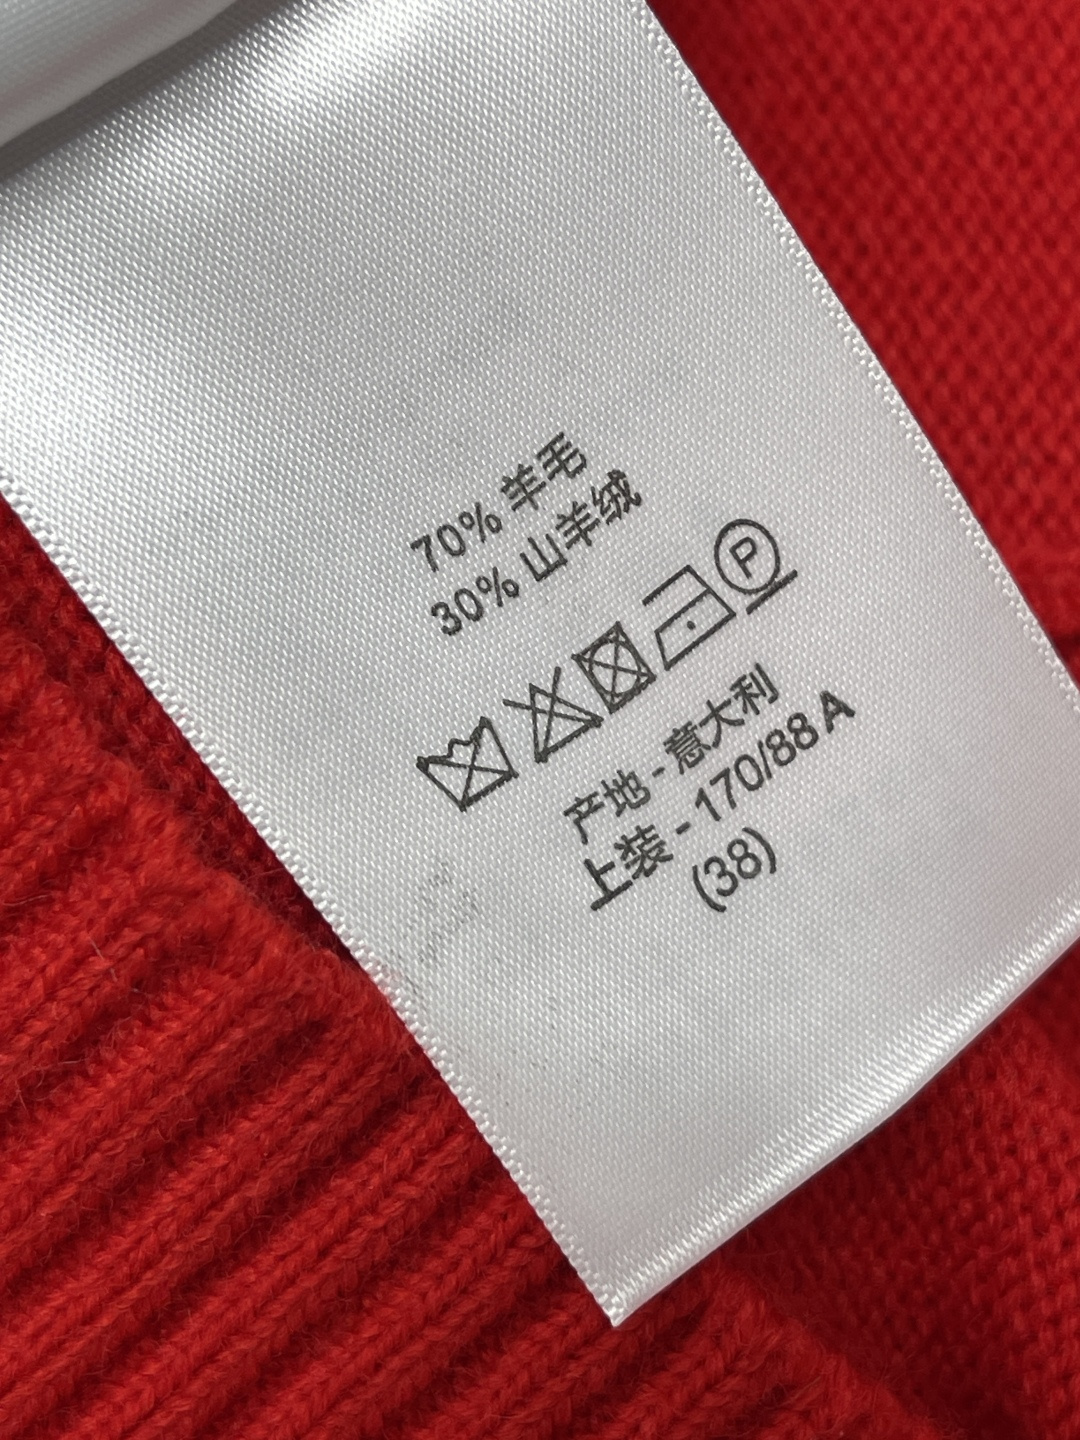 70% 羊毛
30% 山羊绒
P
产地 - 意大利
上装 - 170/88 A
(38)